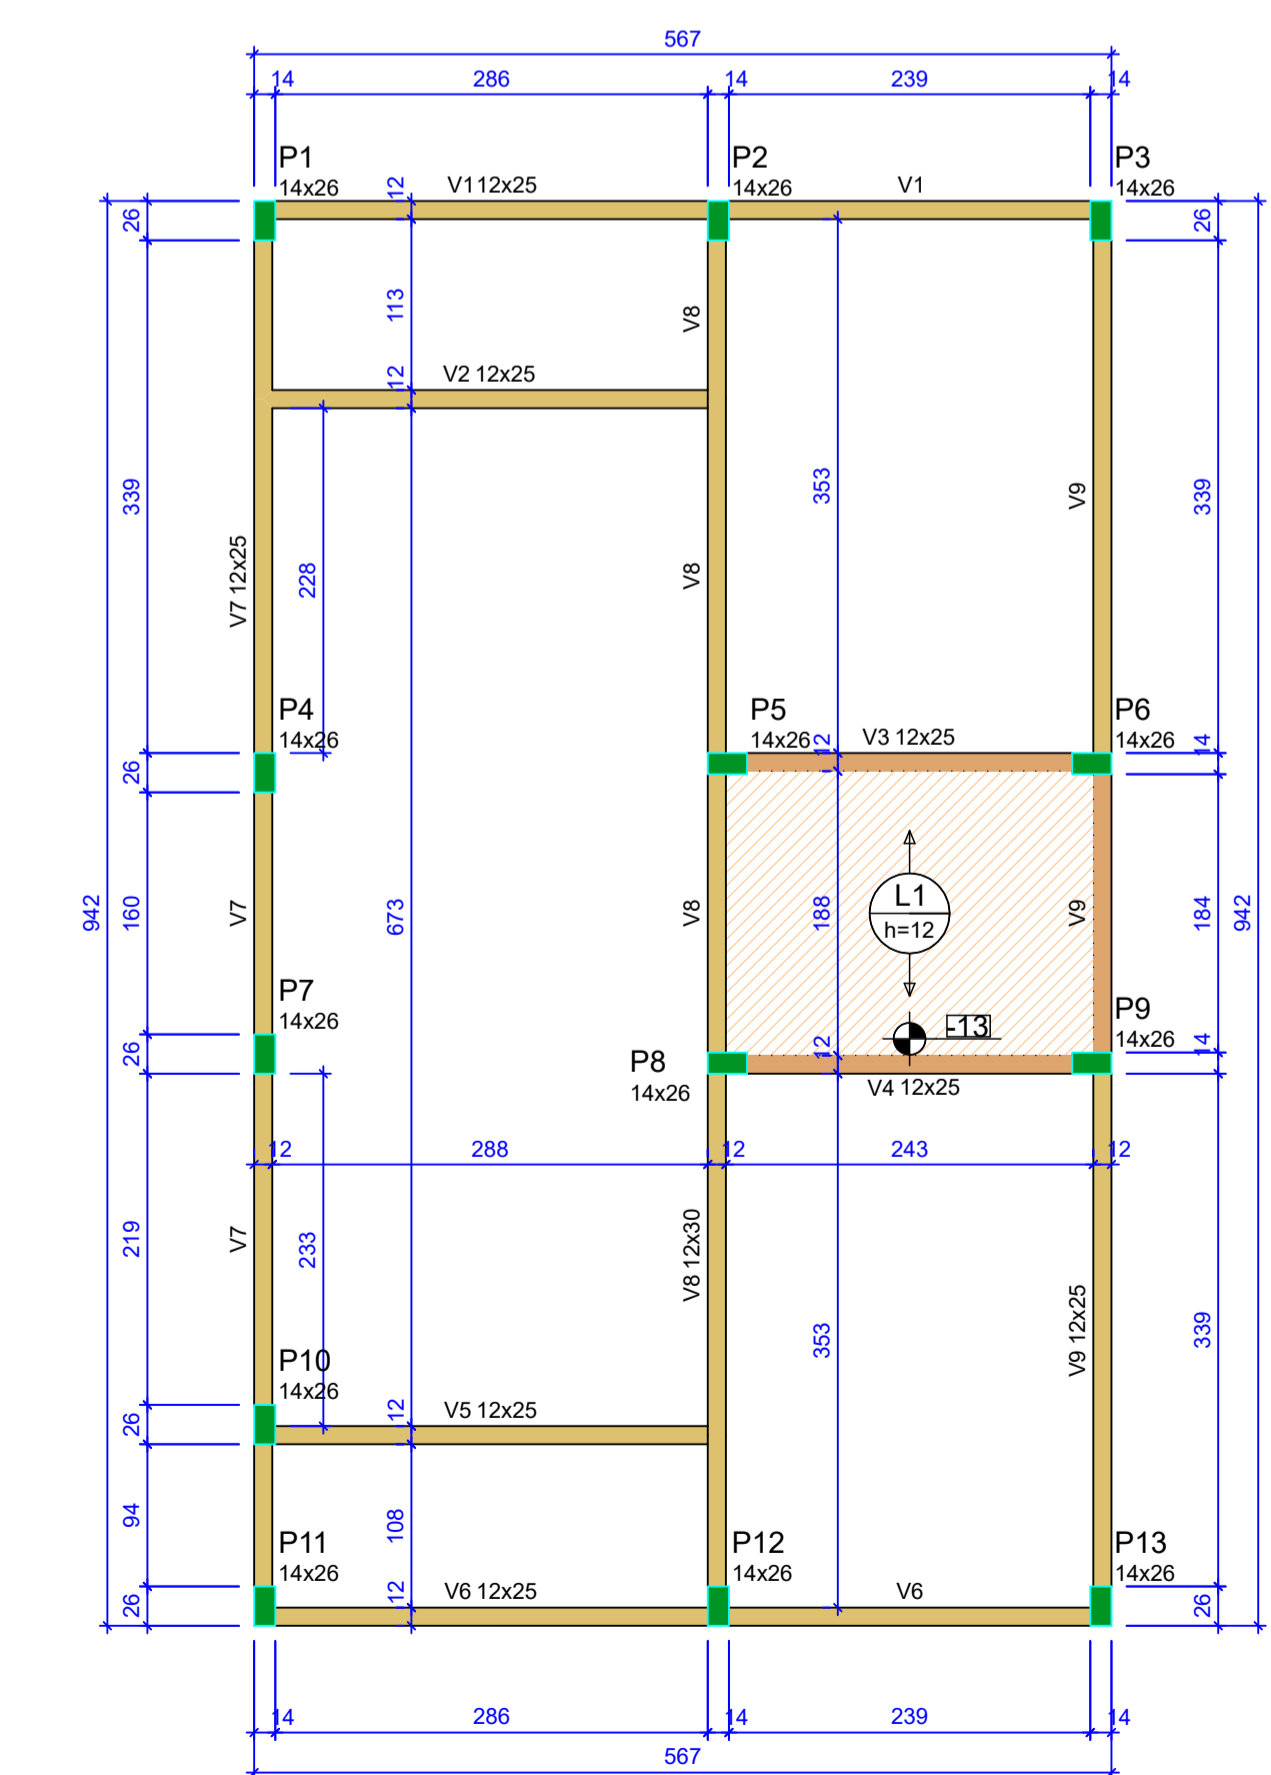 567
14 286 14 239 14
P1 P2 P3
14x26 12 V112x25 14x26 V1 14x26
26 26
113 V8
12 V2 12x25
339 353 V9 339
V7 12x25 228 V8
P4 P5 P6
14x26 14x26 12 V3 12x25 14x26 14
26
L1
942 160 V7 673 V8 188 h=12 V9 184 942
P7 P9
14x26 -13 14x26
26 P8 12 14
14x26 V4 12x25
12 288 12 243 12
219 V7 233 V8 12x30
353 V9 12x25 339
P10
14x26
26 12 V5 12x25
94 108
P11 P12 P13
14x26 14x26 14x26
26 12 V6 12x25 V6 26
14 286 14 239 14
567